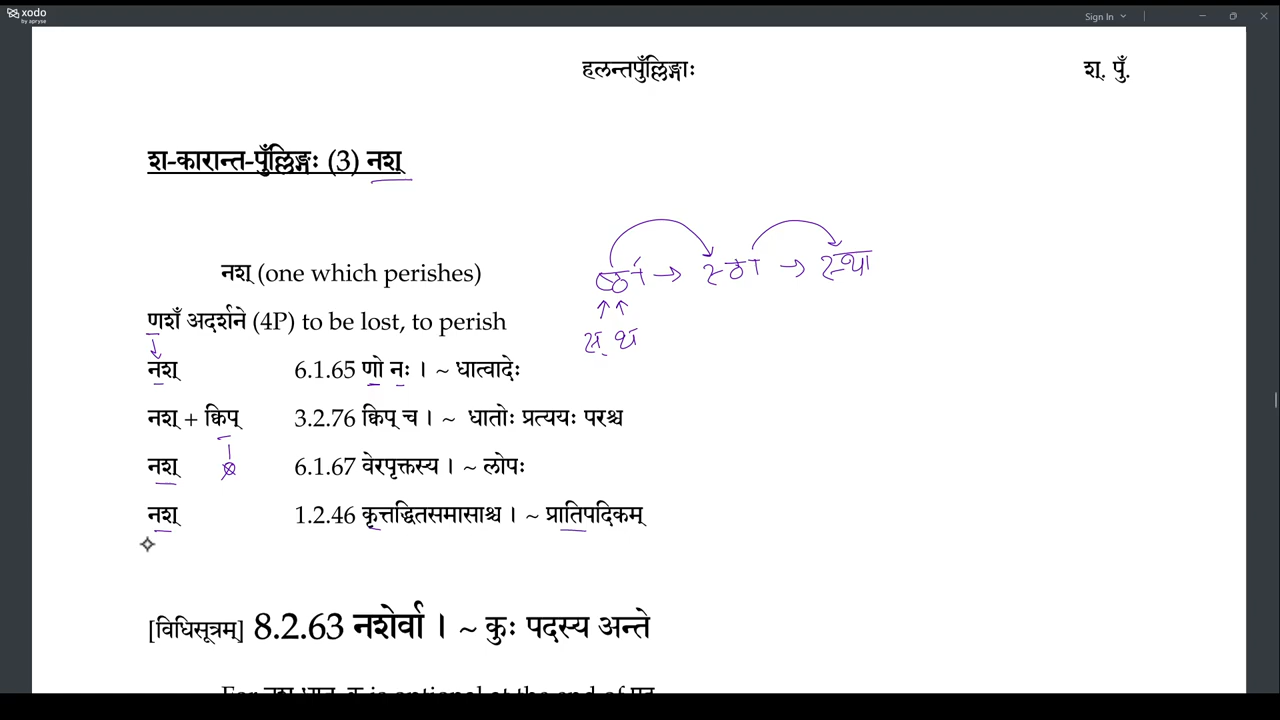 xodo
by apryse
Sign In
हलन्तपुँल्लिङ्गाः श्. पुँ.
श-कारान्त-पुँल्लिङ्गः (3) नश्
नश् (one which perishes)
ष्ठा → स्ठा → स्था
णशँ अदर्शने (4P) to be lost, to perish
स् थ
नश् 6.1.65 णो नः । ~ धात्वादेः
नश् + क्विप् 3.2.76 क्विप् च । ~ धातोः प्रत्ययः परश्च
नश् 6.1.67 वेरपृक्तस्य । ~ लोपः
नश् 1.2.46 कृत्तद्धितसमासाश्च । ~ प्रातिपदिकम्
[विधिसूत्रम्] 8.2.63 नशेर्वा । ~ कुः पदस्य अन्ते